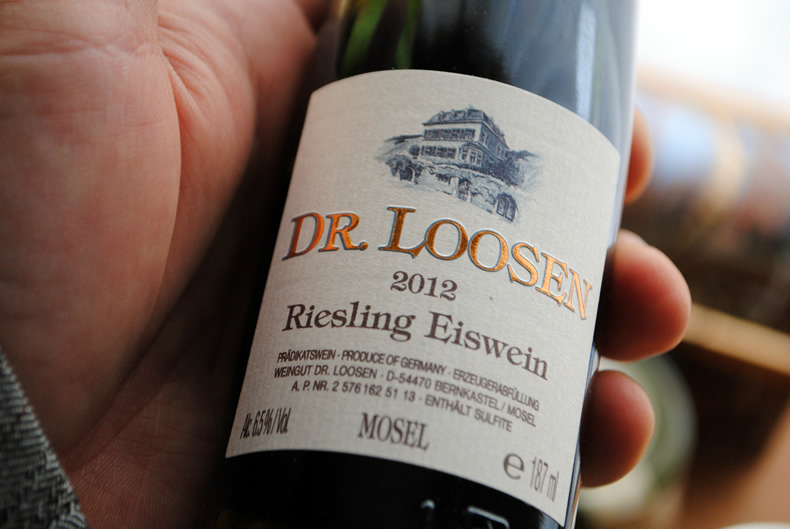 DR. LOOSEN
2012
Riesling Eiswein
PRÄDIKATSWEIN · PRODUCE OF GERMANY · ERZEUGERABFÜLLUNG
WEINGUT DR. LOOSEN · D-54470 BERNKASTEL / MOSEL
A. P. NR. 2 576 162 51 13 · ENTHÄLT SULFITE
Alc. 6.5% / Vol. MOSEL ℮ 187 ml